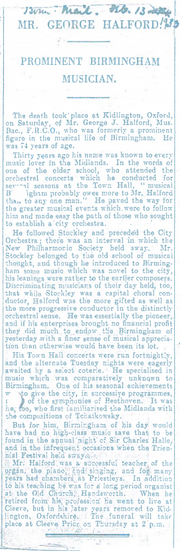 Birm. Mail. Feb. 13
MR. GEORGE HALFORD.
PROMINENT BIRMINGHAM
MUSICIAN.
The death took place at Kidlington, Oxford,
on Saturday, of Mr. George J. Halford, Mus.
Bac., F.R.C.O., who was formerly a prominent
figure in the musical life of Birmingham. He
was 74 years of age.
Thirty years ago his name was known to every
music lover in the Midlands. In the words of
one of the older school, who attended the
orchestral concerts which he conducted for
several seasons at the Town Hall, "musical
B ingham probably owes more to Mr. Halford
than to any one man." He paved the way for
the greater musical events which were to follow
him and made easy the path of those who sought
to establish a city orchestra.
He followed Stockley and preceded the City
Orchestra; there was an interval in which the
New Philharmonic Society held sway. Mr.
Stockley belonged to the old school of musical
thought, and though he introduced to Birming-
ham some music which was novel to the city,
his leanings were rather to the earlier composers.
Discriminating musicians of their day held, too,
that while Stockley was a capital choral con-
ductor, Halford was the more gifted as well as
the more progressive conductor in the distinctly
orchestral sense. He was essentially the pioneer,
and if his enterprises brought no financial profit
they did much to endow the Birmingham of
yesterday with a finer sense of musical apprecia-
tion than otherwise would have been its lot.
His Town Hall concerts were run fortnightly,
and the alternate Tuesday nights were eagerly
awaited by a select coterie. He specialised in
music which was comparatively unknown to
Birmingham. One of his seasonal achievements
was to give the city, in successive programmes,
of the symphonies of Beethoven. It was
he, too, who first familiarised the Midlands with
the compositions of Tchaikovsky.
But for him, Birmingham of his day would
have had no high-class music save that to be
found in the annual night of Sir Charles Halle,
and in the infrequent occasions when the Trien-
nial Festival held sway.
Mr. Halford was a successful teacher of the
organ, the piano, and singing, and for many
years had chambers at Priestleys. In addition
to his teaching he was for a long period organist
at the Old Church, Handsworth. When he
retired from his profession he went to live at
Cleeve, but in his later years removed to Kid-
lington, Oxfordshire. The funeral will take
place at Cleeve Prior on Thursday at 2 p.m.